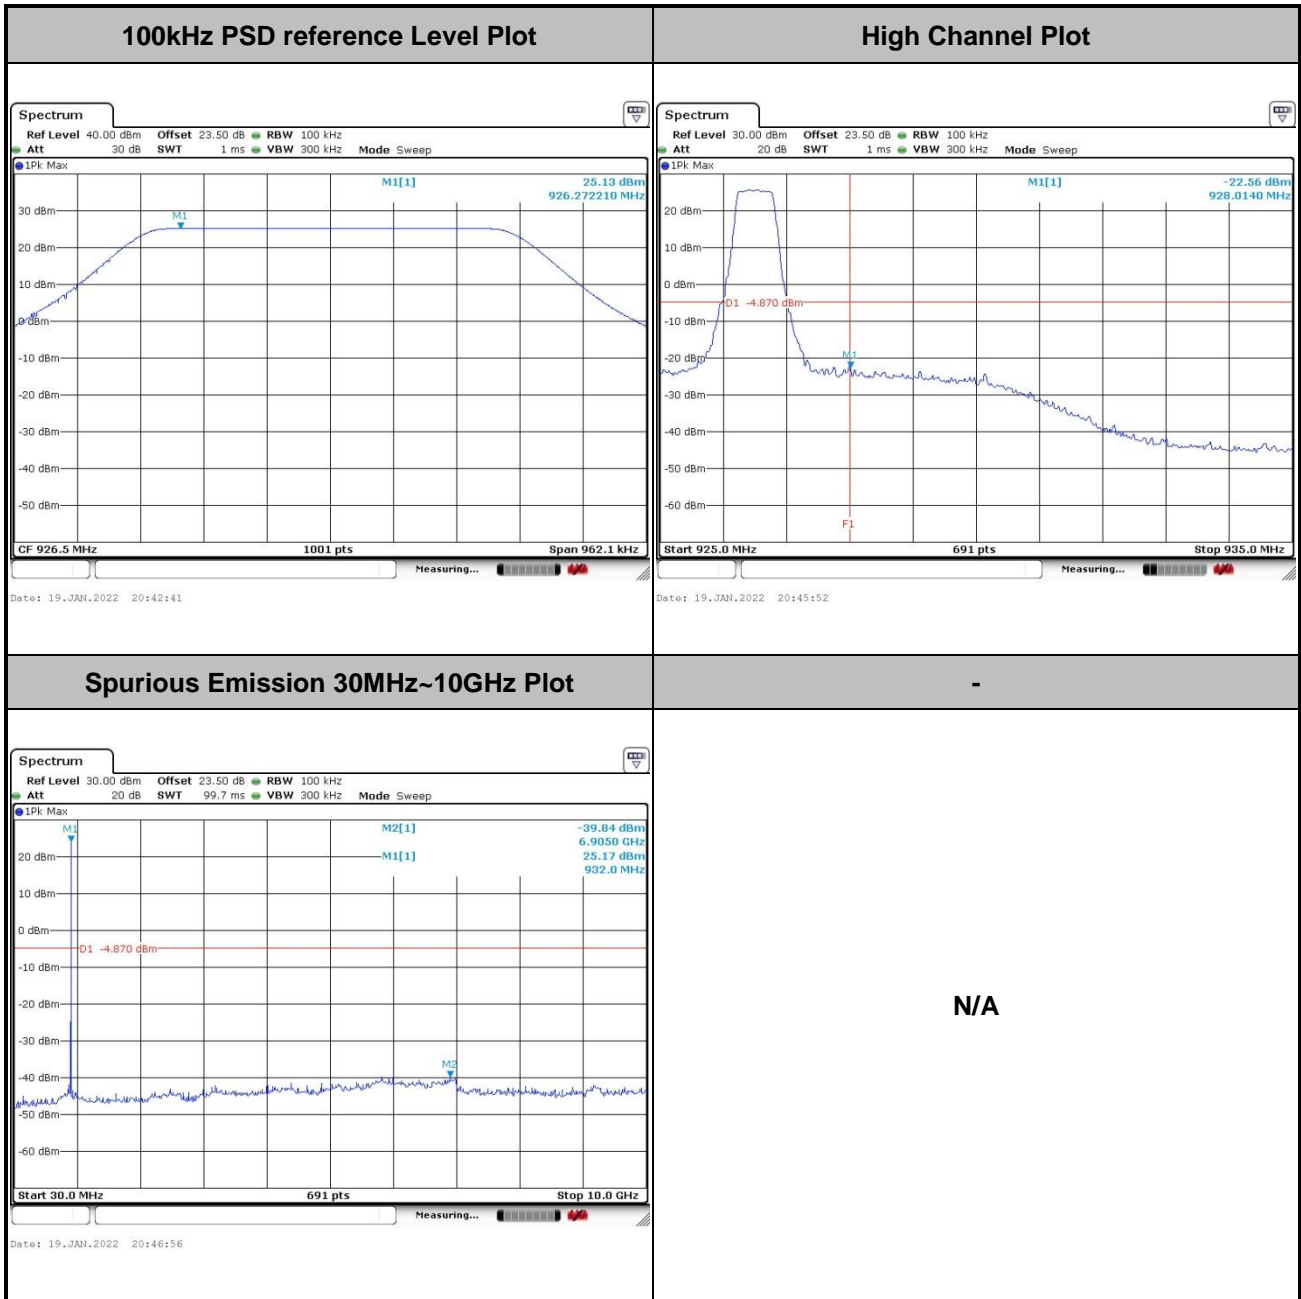 100kHz PSD reference Level Plot
High Channel Plot
Spectrum
Ref Level 40.00 dBm Offset 23.50 dB RBW 100 kHz
Att 30 dB SWT 1 ms VBW 300 kHz Mode Sweep
1Pk Max
M1[1] 25.13 dBm
926.272210 MHz
M1
30 dBm
20 dBm
10 dBm
0 dBm
-10 dBm
-20 dBm
-30 dBm
-40 dBm
-50 dBm
CF 926.5 MHz 1001 pts Span 962.1 kHz
Measuring...
Date: 19.JAN.2022 20:42:41
Spectrum
Ref Level 30.00 dBm Offset 23.50 dB RBW 100 kHz
Att 20 dB SWT 1 ms VBW 300 kHz Mode Sweep
1Pk Max
M1[1] -22.56 dBm
928.0140 MHz
20 dBm
10 dBm
0 dBm
D1 -4.870 dBm
-10 dBm
-20 dBm
M1
-30 dBm
-40 dBm
-50 dBm
-60 dBm
F1
Start 925.0 MHz 691 pts Stop 935.0 MHz
Measuring...
Date: 19.JAN.2022 20:45:52
Spurious Emission 30MHz~10GHz Plot
-
Spectrum
Ref Level 30.00 dBm Offset 23.50 dB RBW 100 kHz
Att 20 dB SWT 99.7 ms VBW 300 kHz Mode Sweep
1Pk Max
M1
M2[1] -39.84 dBm
6.9050 GHz
M1[1] 25.17 dBm
932.0 MHz
20 dBm
10 dBm
0 dBm
D1 -4.870 dBm
-10 dBm
-20 dBm
-30 dBm
M2
-40 dBm
-50 dBm
-60 dBm
Start 30.0 MHz 691 pts Stop 10.0 GHz
Measuring...
Date: 19.JAN.2022 20:46:56
N/A